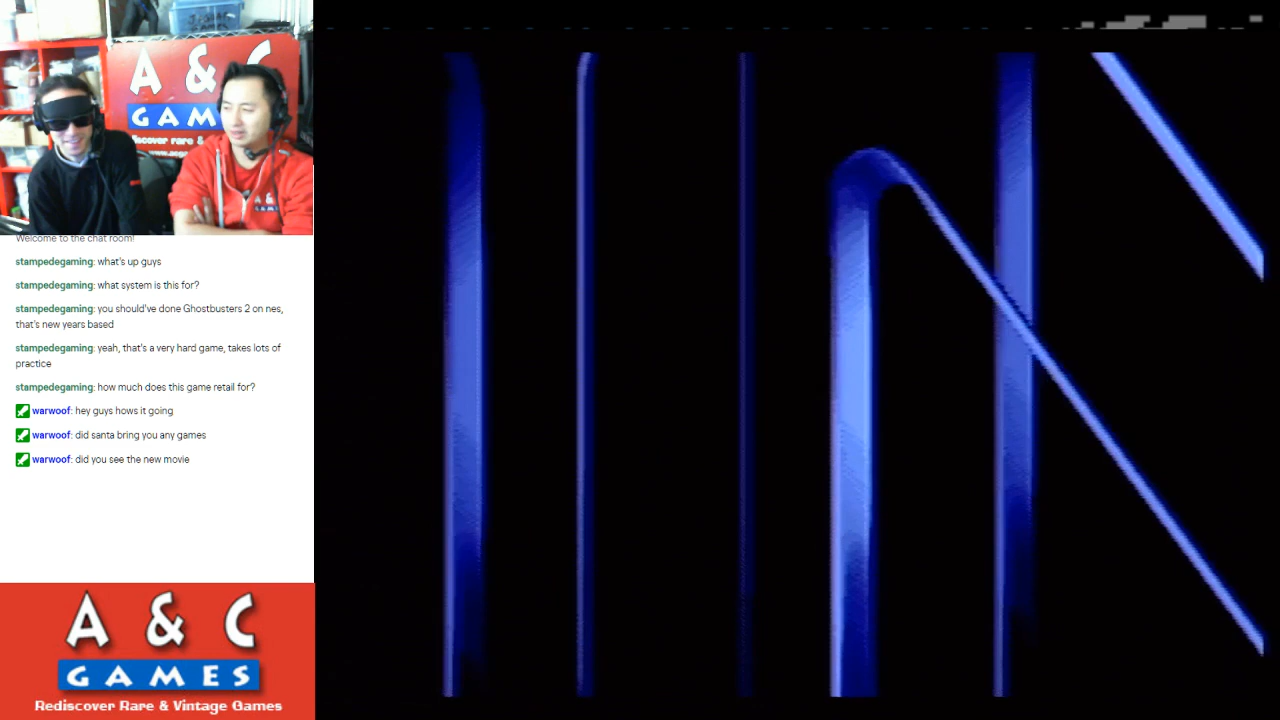 A & C
GAM
Discover rare &
A & C
GAM
Welcome to the chat room!
stampedegaming: what's up guys
stampedegaming: what system is this for?
stampedegaming: you should've done Ghostbusters 2 on nes,
that's new years based
stampedegaming: yeah, that's a very hard game, takes lots of
practice
stampedegaming: how much does this game retail for?
warwoof: hey guys hows it going
warwoof: did santa bring you any games
warwoof: did you see the new movie
A & C
GAMES
Rediscover Rare & Vintage Games